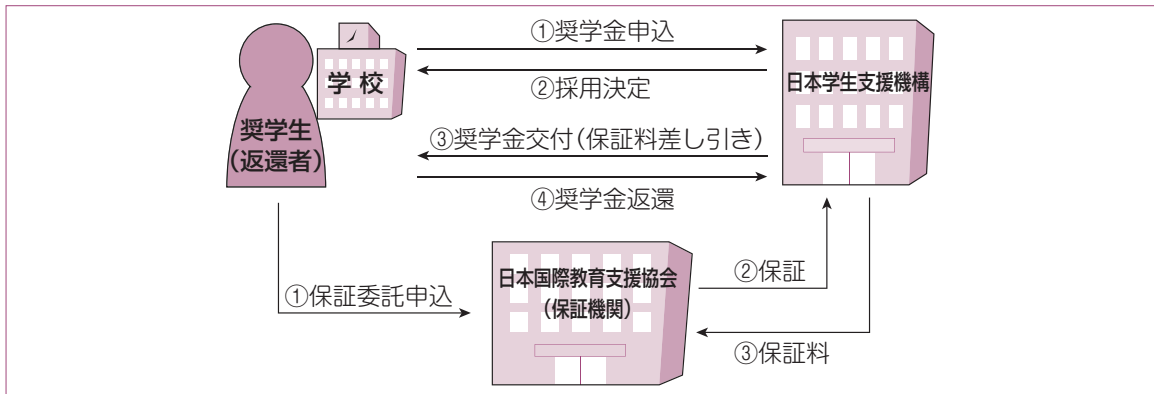 ①奨学金申込
学校
②採用決定
日本学生支援機構
奨学生
(返還者)
③奨学金交付(保証料差し引き)
④奨学金返還
日本国際教育支援協会
(保証機関)
①保証委託申込
②保証
③保証料